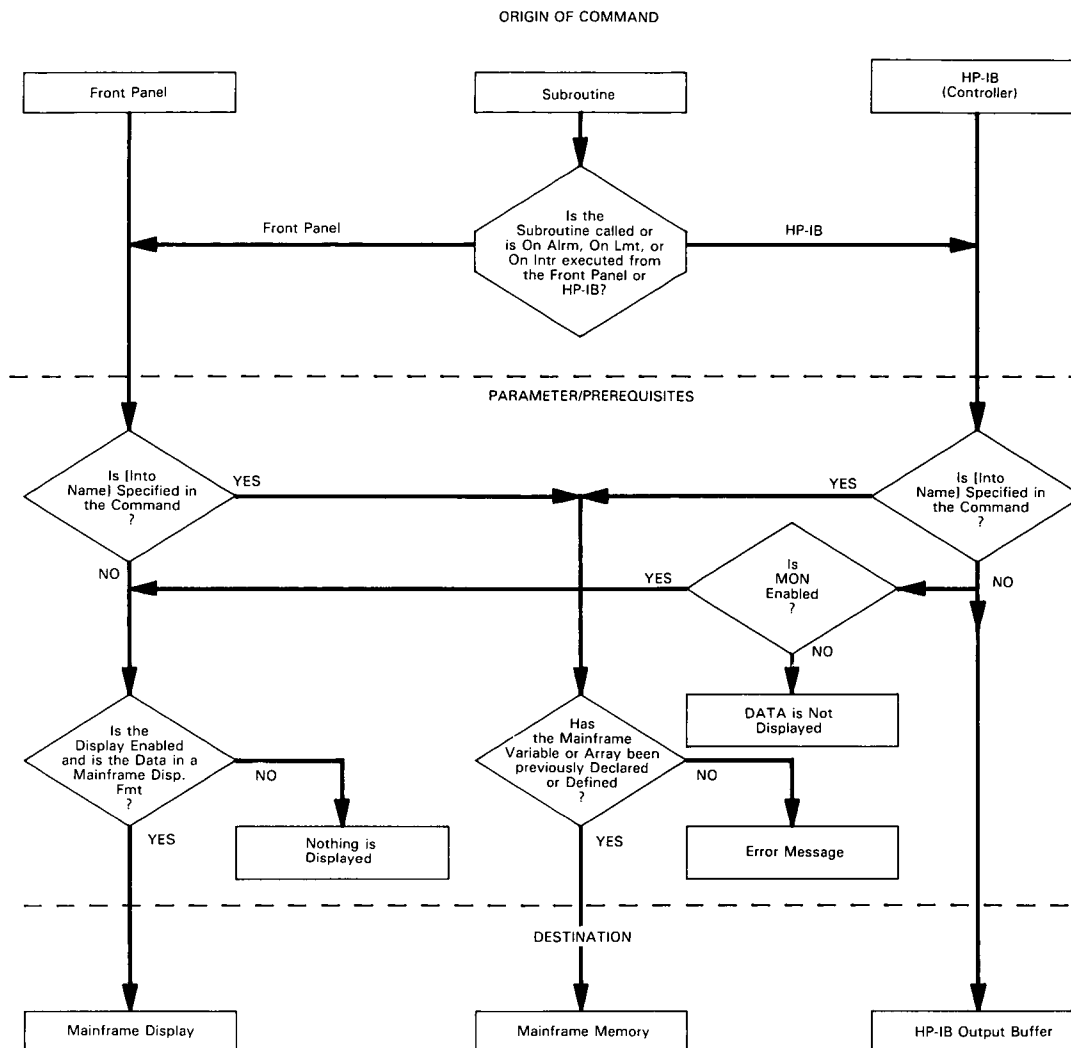 ORIGIN OF COMMAND
Front Panel
Subroutine
HP-IB
(Controller)
Is the
Subroutine called or
is On Alrm, On Lmt, or
On Intr executed from
the Front Panel or
HP-IB?
Front Panel
HP-IB
PARAMETER/PREREQUISITES
Is [Into
Name] Specified in
the Command
?
YES
NO
YES
Is [Into
Name] Specified in
the Command
?
NO
Is
MON
Enabled
?
YES
NO
DATA is Not
Displayed
Is the
Display Enabled
and is the Data in a
Mainframe Disp.
Fmt
?
NO
YES
Nothing is
Displayed
Has
the Mainframe
Variable or Array been
previously Declared
or Defined
?
NO
YES
Error Message
DESTINATION
Mainframe Display
Mainframe Memory
HP-IB Output Buffer